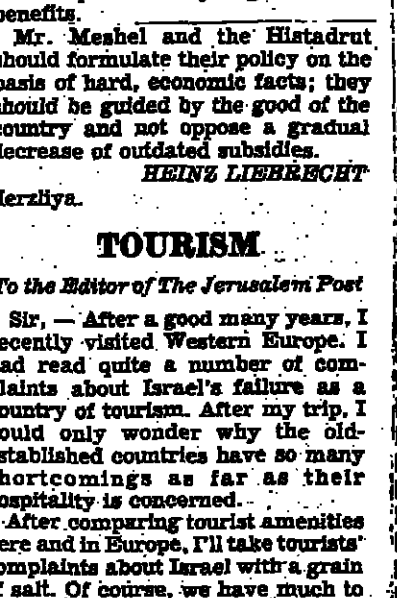 benefits.
Mr. Meshel and the Histadrut
should formulate their policy on the
basis of hard, economic facts; they
should be guided by the good of the
country and not oppose a gradual
decrease of outdated subsidies.
HEINZ LIEBRECHT
Herzliya.
TOURISM
To the Editor of The Jerusalem Post
Sir, — After a good many years, I
recently visited Western Europe. I
had read quite a number of com-
plaints about Israel's failure as a
country of tourism. After my trip, I
could only wonder why the old-
established countries have so many
shortcomings as far as their
hospitality is concerned.
After comparing tourist amenities
here and in Europe, I'll take tourists'
complaints about Israel with a grain
of salt. Of course, we have much to